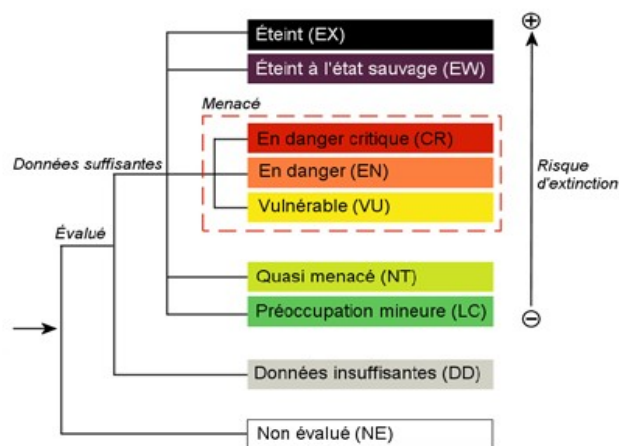 Éteint (EX)
Éteint à l'état sauvage (EW)
Menacé
En danger critique (CR)
Données suffisantes
En danger (EN)
Risque
d'extinction
Vulnérable (VU)
Évalué
Quasi menacé (NT)
Préoccupation mineure (LC)
Données insuffisantes (DD)
Non évalué (NE)